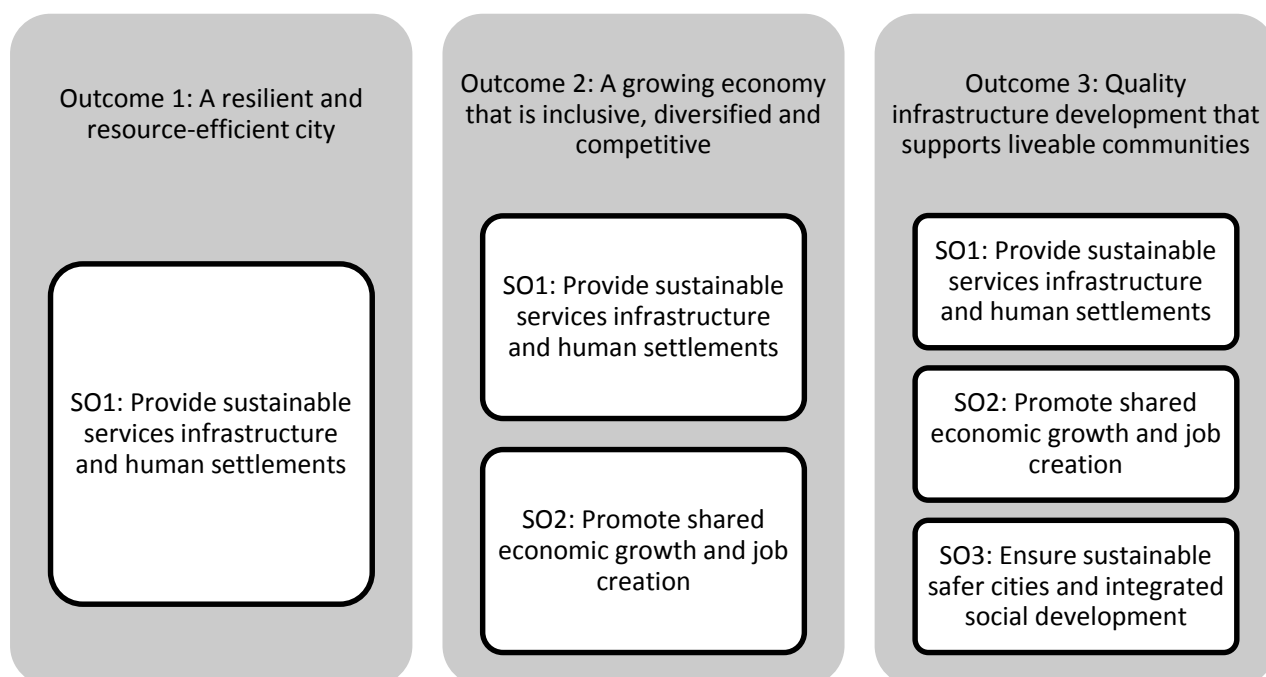 Outcome 1: A resilient and
resource-efficient city
SO1: Provide sustainable
services infrastructure
and human settlements
Outcome 2: A growing economy
that is inclusive, diversified and
competitive
SO1: Provide sustainable
services infrastructure
and human settlements
SO2: Promote shared
economic growth and job
creation
Outcome 3: Quality
infrastructure development that
supports liveable communities
SO1: Provide sustainable
services infrastructure
and human settlements
SO2: Promote shared
economic growth and job
creation
SO3: Ensure sustainable
safer cities and integrated
social development